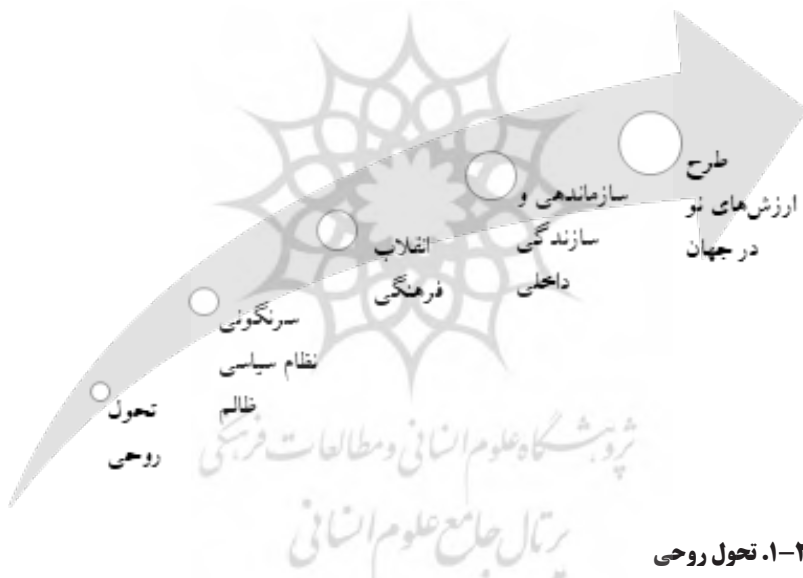 طرح
ارزش‌های نو
در جهان
سازماندهی و
سازندگی
داخلی
انقلاب
فرهنگی
سرنگونی
نظام سیاسی
ظالم
تحول
روحی
پژوهشگاه علوم انسانی و مطالعات فرهنگی
پرتال جامع علوم انسانی
۲-۱. تحول روحی